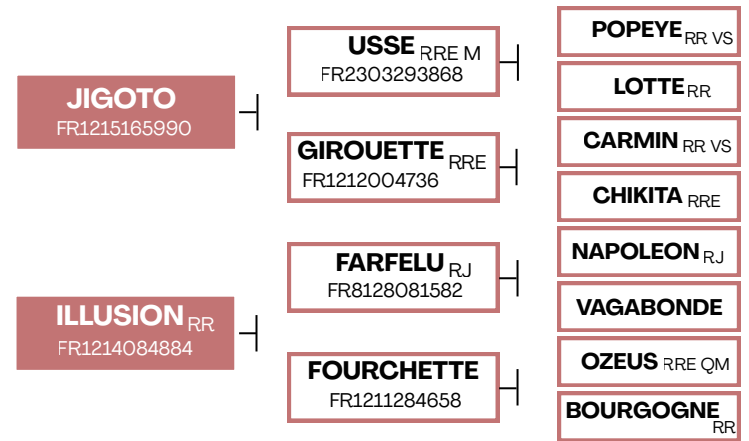 JIGOTO
FR1215165990
ILLUSION RR
FR1214084884
USSE RRE M
FR2303293868
GIROUETTE RRE
FR1212004736
FARFELU RJ
FR8128081582
FOURCHETTE
FR1211284658
POPEYE RR VS
LOTTE RR
CARMIN RR VS
CHIKITA RRE
NAPOLEON RJ
VAGABONDE
OZEUS RRE QM
BOURGOGNE RR